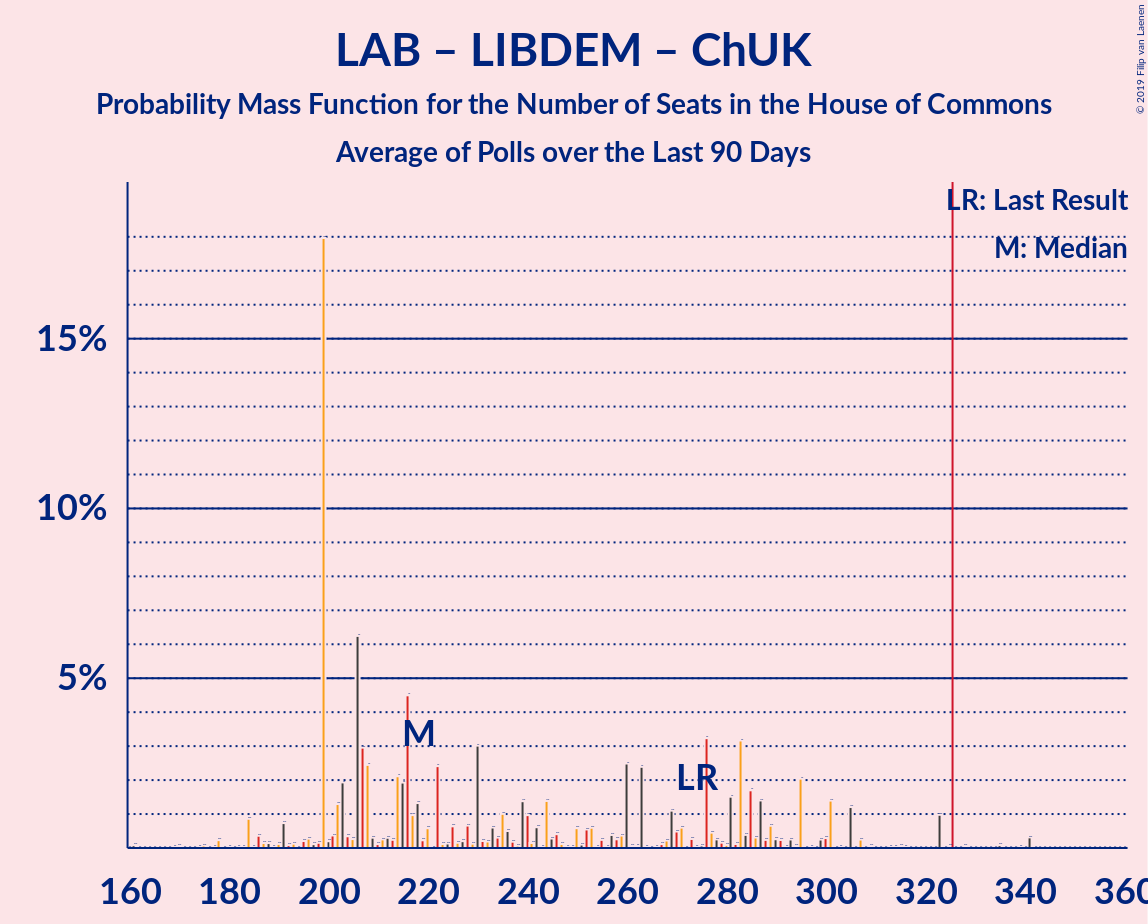 LAB – LIBDEM – ChUK
Probability Mass Function for the Number of Seats in the House of Commons
Average of Polls over the Last 90 Days
© 2019 Filip van Laenen
LR: Last Result
M: Median
15%
10%
5%
M
LR
160 180 200 220 240 260 280 300 320 340 360